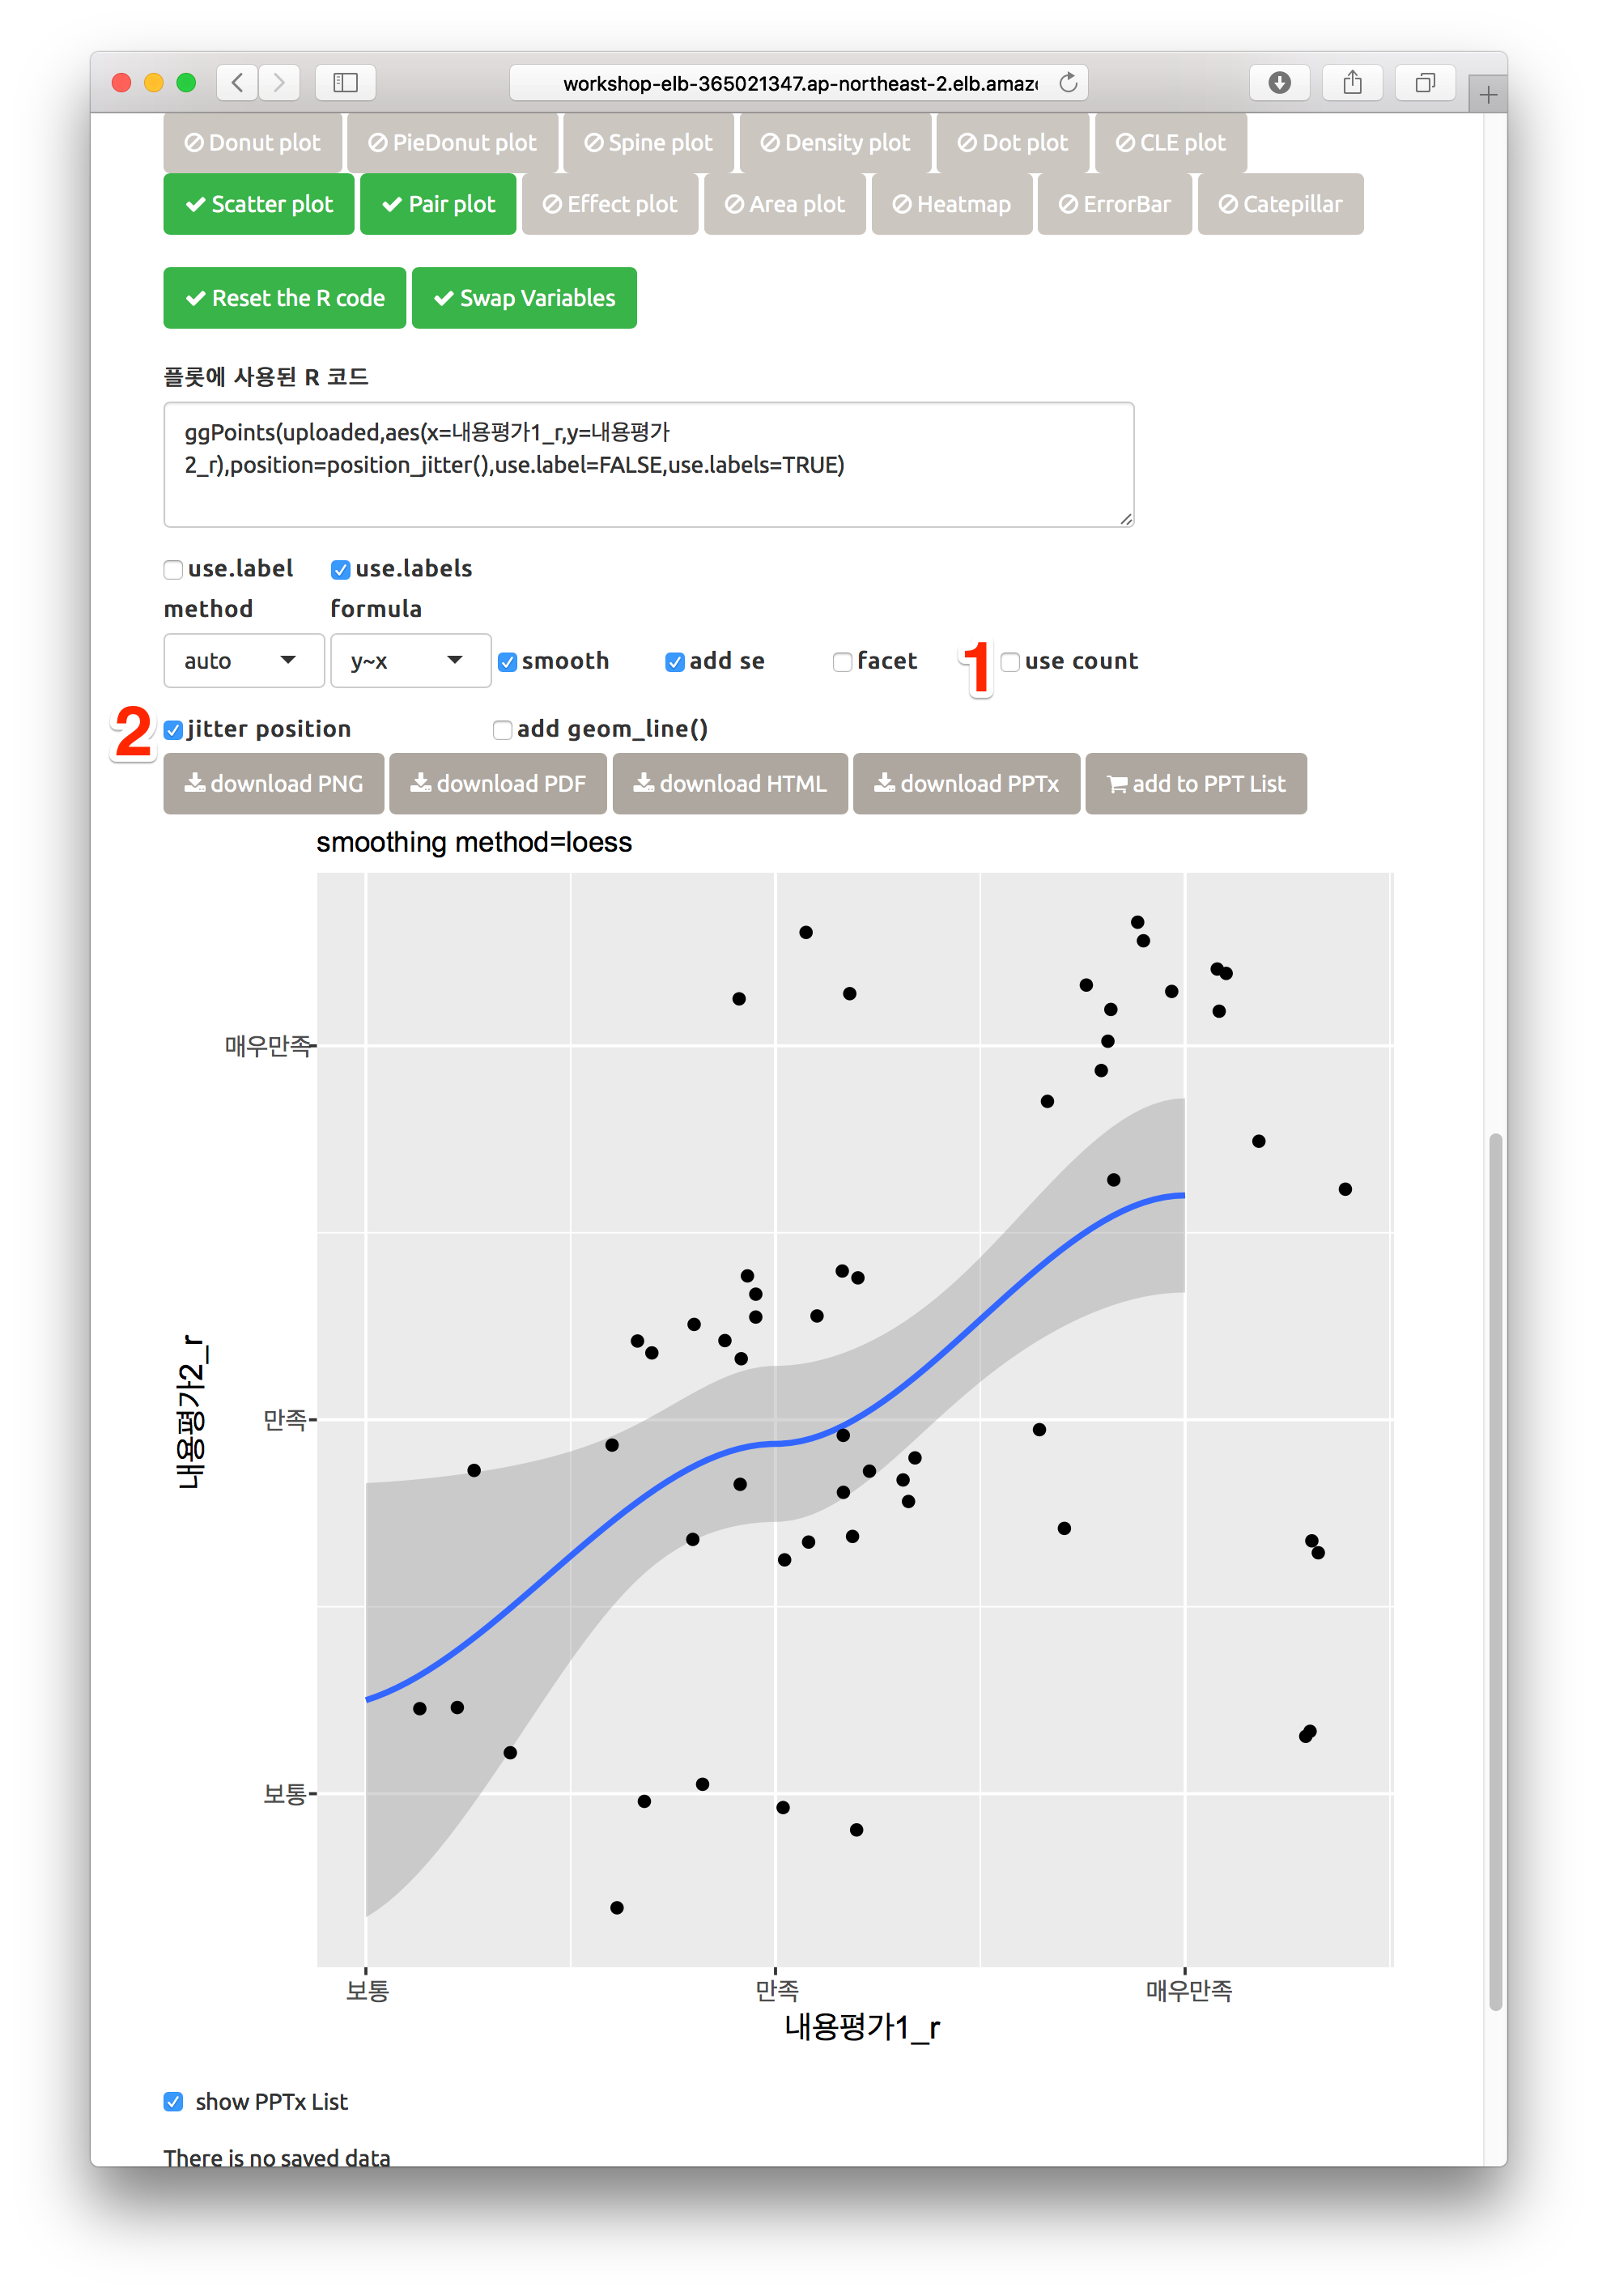 workshop-elb-365021347.ap-northeast-2.elb.amaz
Donut plot PieDonut plot Spine plot Density plot Dot plot CLE plot
Scatter plot Pair plot Effect plot Area plot Heatmap ErrorBar Catepillar
Reset the R code Swap Variables
플롯에 사용된 R 코드
ggPoints(uploaded,aes(x=내용평가1_r,y=내용평가
2_r),position=position_jitter(),use.label=FALSE,use.labels=TRUE)
use.label use.labels
method formula
auto y~x smooth add se facet 1 use count
2 jitter position add geom_line()
download PNG download PDF download HTML download PPTx add to PPT List
smoothing method=loess
매우만족
만족
보통
내용평가2_r
보통 만족 매우만족
내용평가1_r
show PPTx List
There is no saved data